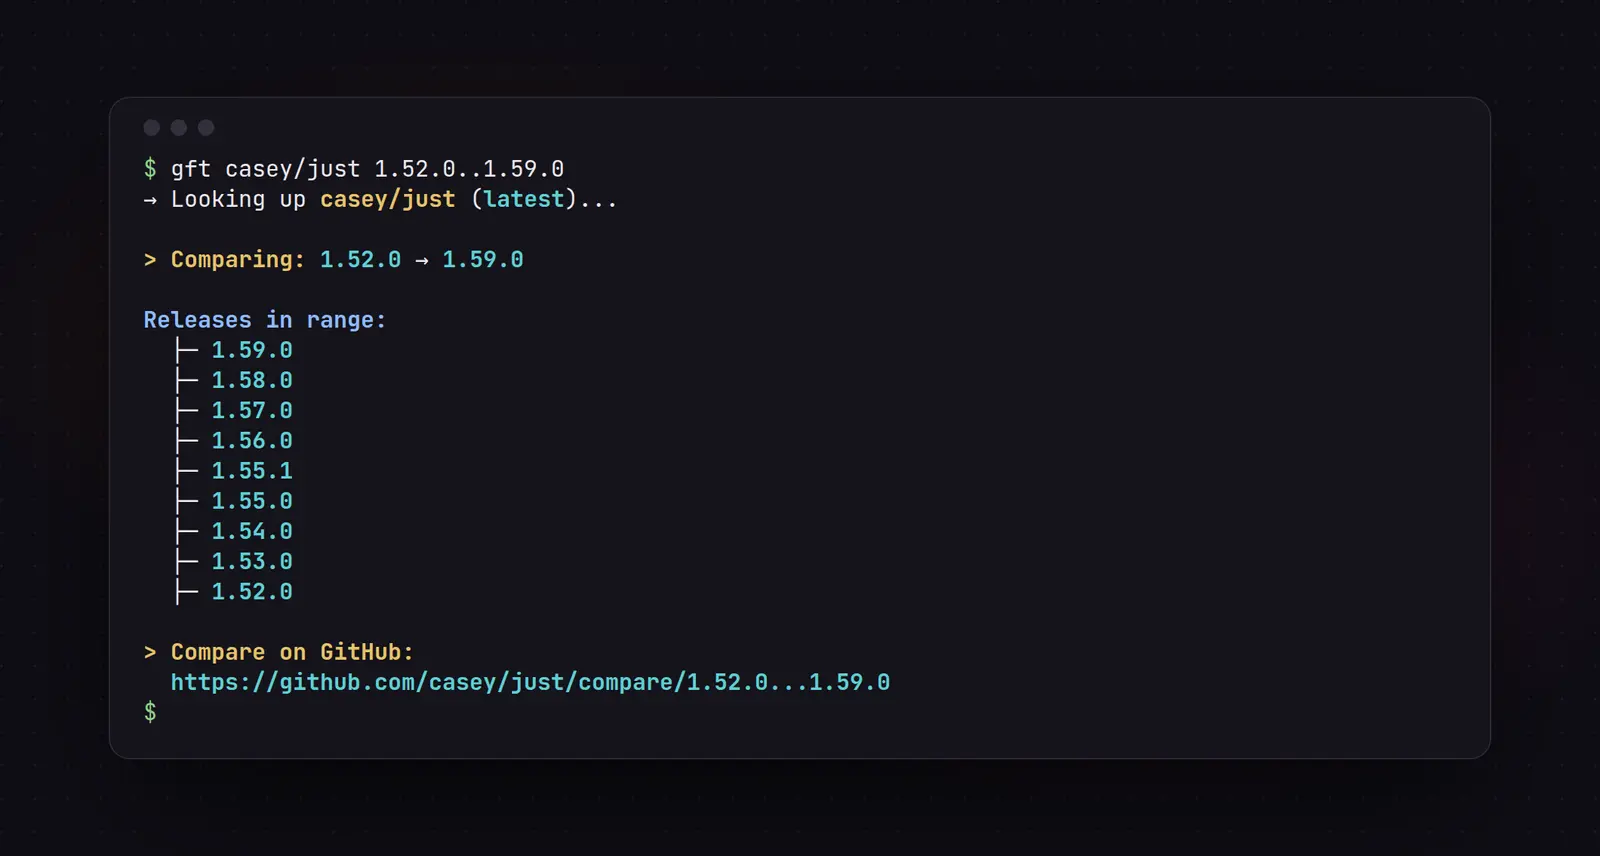 $ gft casey/just 1.52.0..1.59.0
→ Looking up casey/just (latest)...
> Comparing: 1.52.0 → 1.59.0
Releases in range:
├─ 1.59.0
├─ 1.58.0
├─ 1.57.0
├─ 1.56.0
├─ 1.55.1
├─ 1.55.0
├─ 1.54.0
├─ 1.53.0
├─ 1.52.0
> Compare on GitHub:
https://github.com/casey/just/compare/1.52.0...1.59.0
$